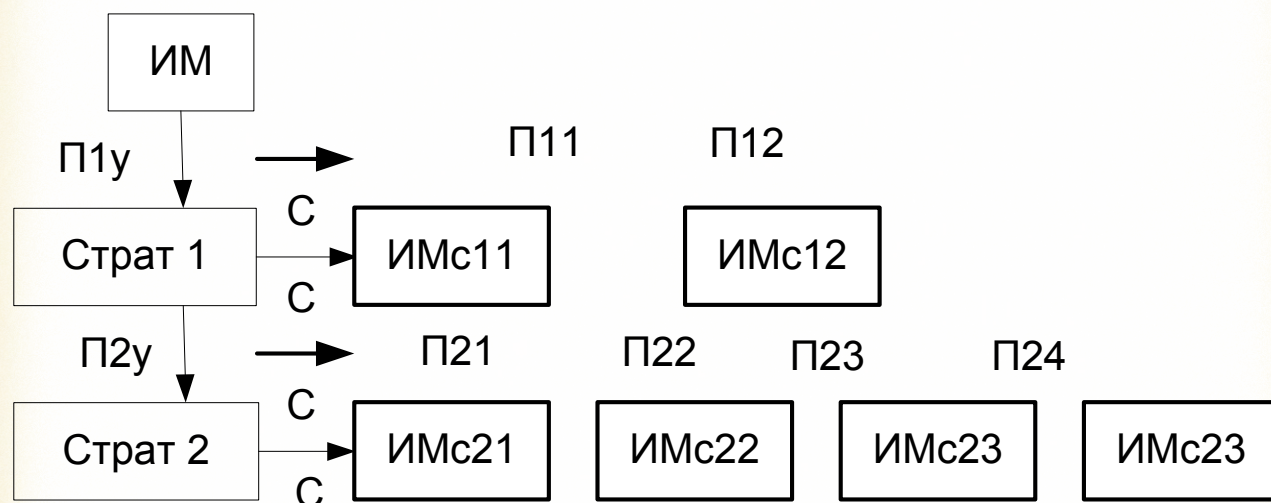 ИМ
П1у
П11
П12
С
Страт 1
ИМс11
ИМс12
С
П2у
П21
П22
П23
П24
С
Страт 2
ИМс21
ИМс22
ИМс23
ИМс23
С